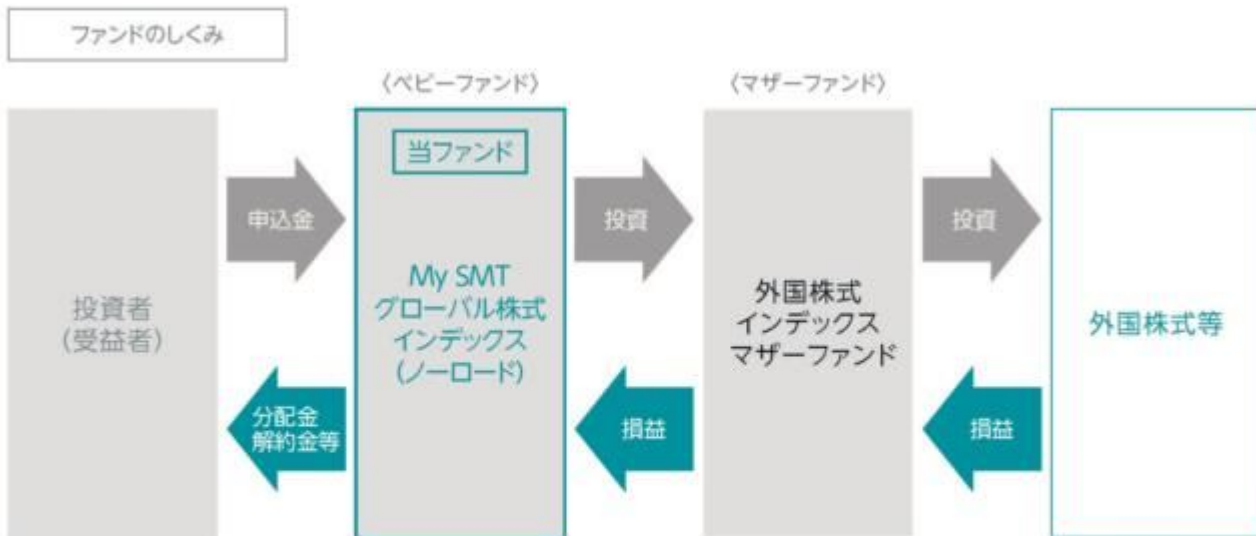 ファンドのしくみ
〈ベビーファンド〉
〈マザーファンド〉
投資者
(受益者)
申込金
分配金
解約金等
当ファンド
My SMT
グローバル株式
インデックス
(ノーロード)
投資
損益
外国株式
インデックス
マザーファンド
投資
損益
外国株式等